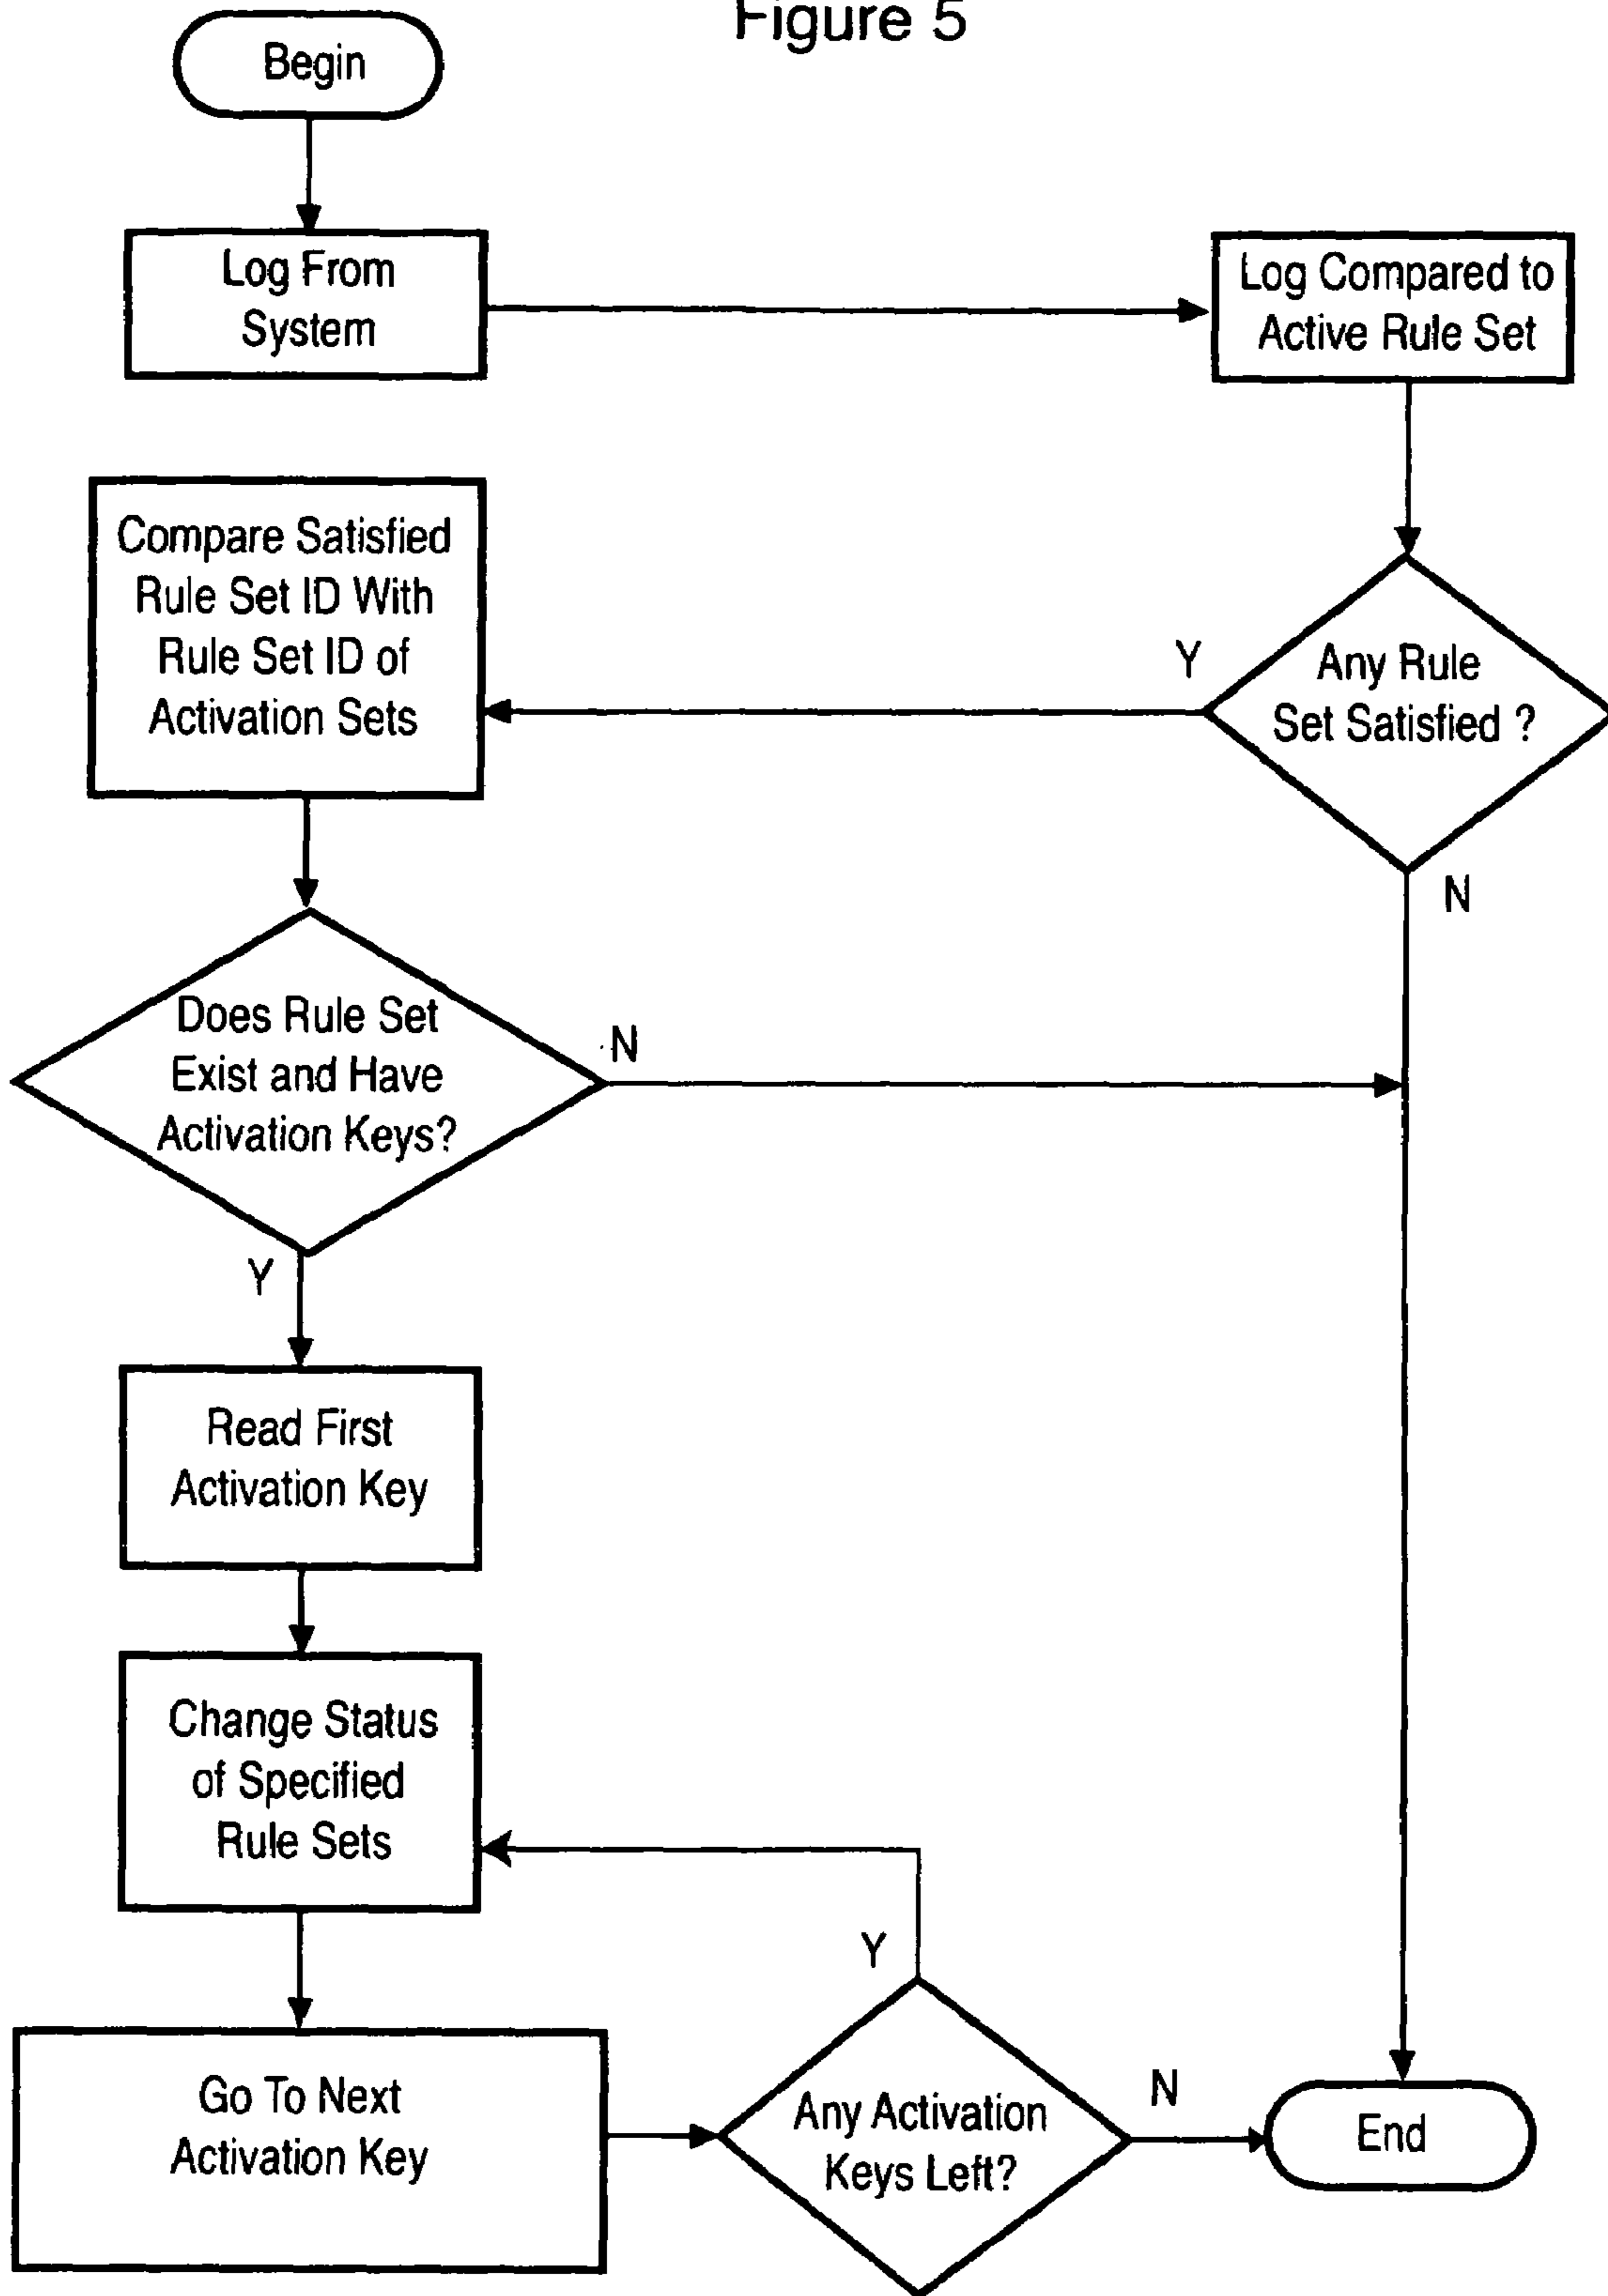 Figure 5
Begin
Log From
System
Log Compared to
Active Rule Set
Compare Satisfied
Rule Set ID With
Rule Set ID of
Activation Sets
Y
Any Rule
Set Satisfied ?
N
Does Rule Set
Exist and Have
Activation Keys?
N
Y
Read First
Activation Key
Change Status
of Specified
Rule Sets
Y
Go To Next
Activation Key
Any Activation
Keys Left?
N
End